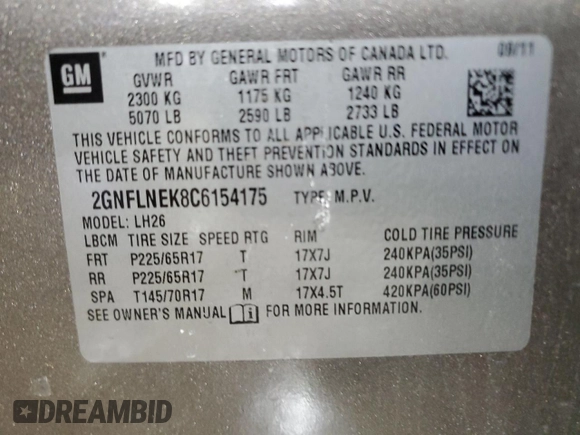 GM
MFD BY GENERAL MOTORS OF CANADA LTD. 09/11
GVWR GAWR FRT GAWR RR
2300 KG 1175 KG 1240 KG
5070 LB 2590 LB 2733 LB
THIS VEHICLE CONFORMS TO ALL APPLICABLE U.S. FEDERAL MOTOR
VEHICLE SAFETY AND THEFT PREVENTION STANDARDS IN EFFECT ON
THE DATE OF MANUFACTURE SHOWN ABOVE.
2GNFLNEK8C6154175 TYPE: M.P.V.
MODEL: LH26
LBCM TIRE SIZE SPEED RTG RIM COLD TIRE PRESSURE
FRT P225/65R17 T 17X7J 240KPA(35PSI)
RR P225/65R17 T 17X7J 240KPA(35PSI)
SPA T145/70R17 M 17X4.5T 420KPA(60PSI)
SEE OWNER'S MANUAL FOR MORE INFORMATION.
DREAMBID